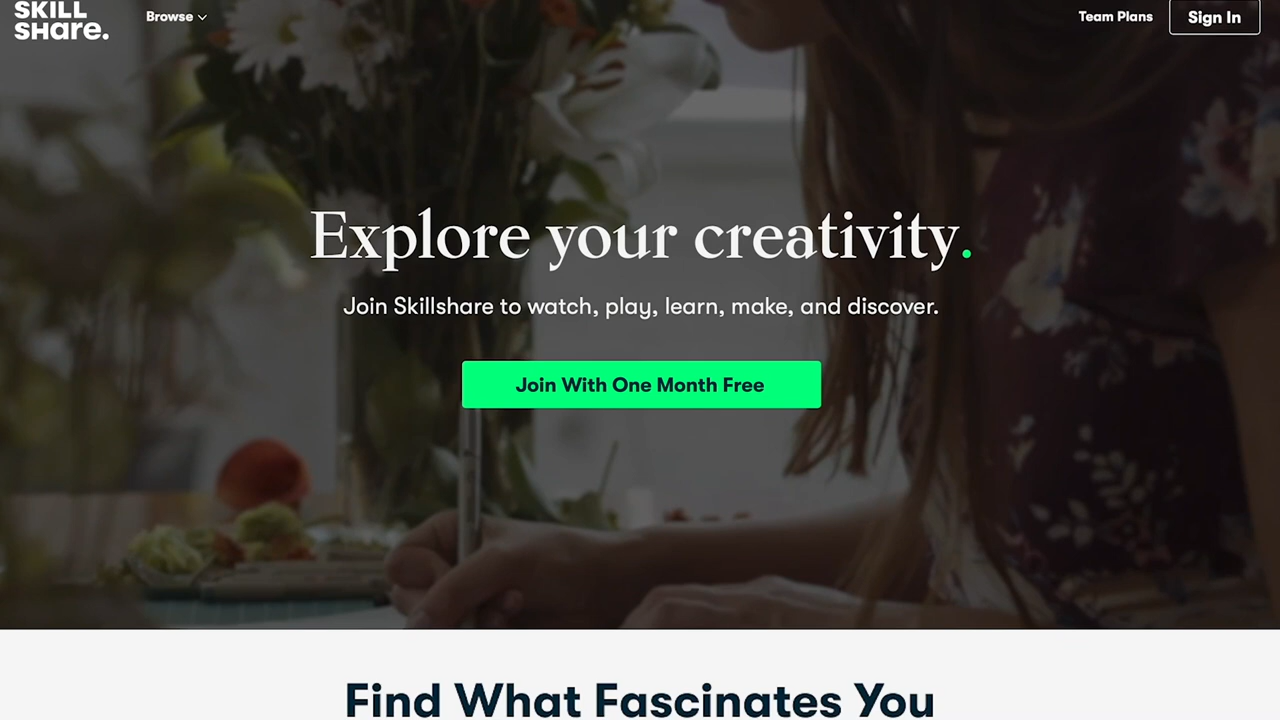 SKILL
SHare.
Browse
Team Plans
Sign In
Explore your creativity.
Join Skillshare to watch, play, learn, make, and discover.
Join With One Month Free
Find What Fascinates You